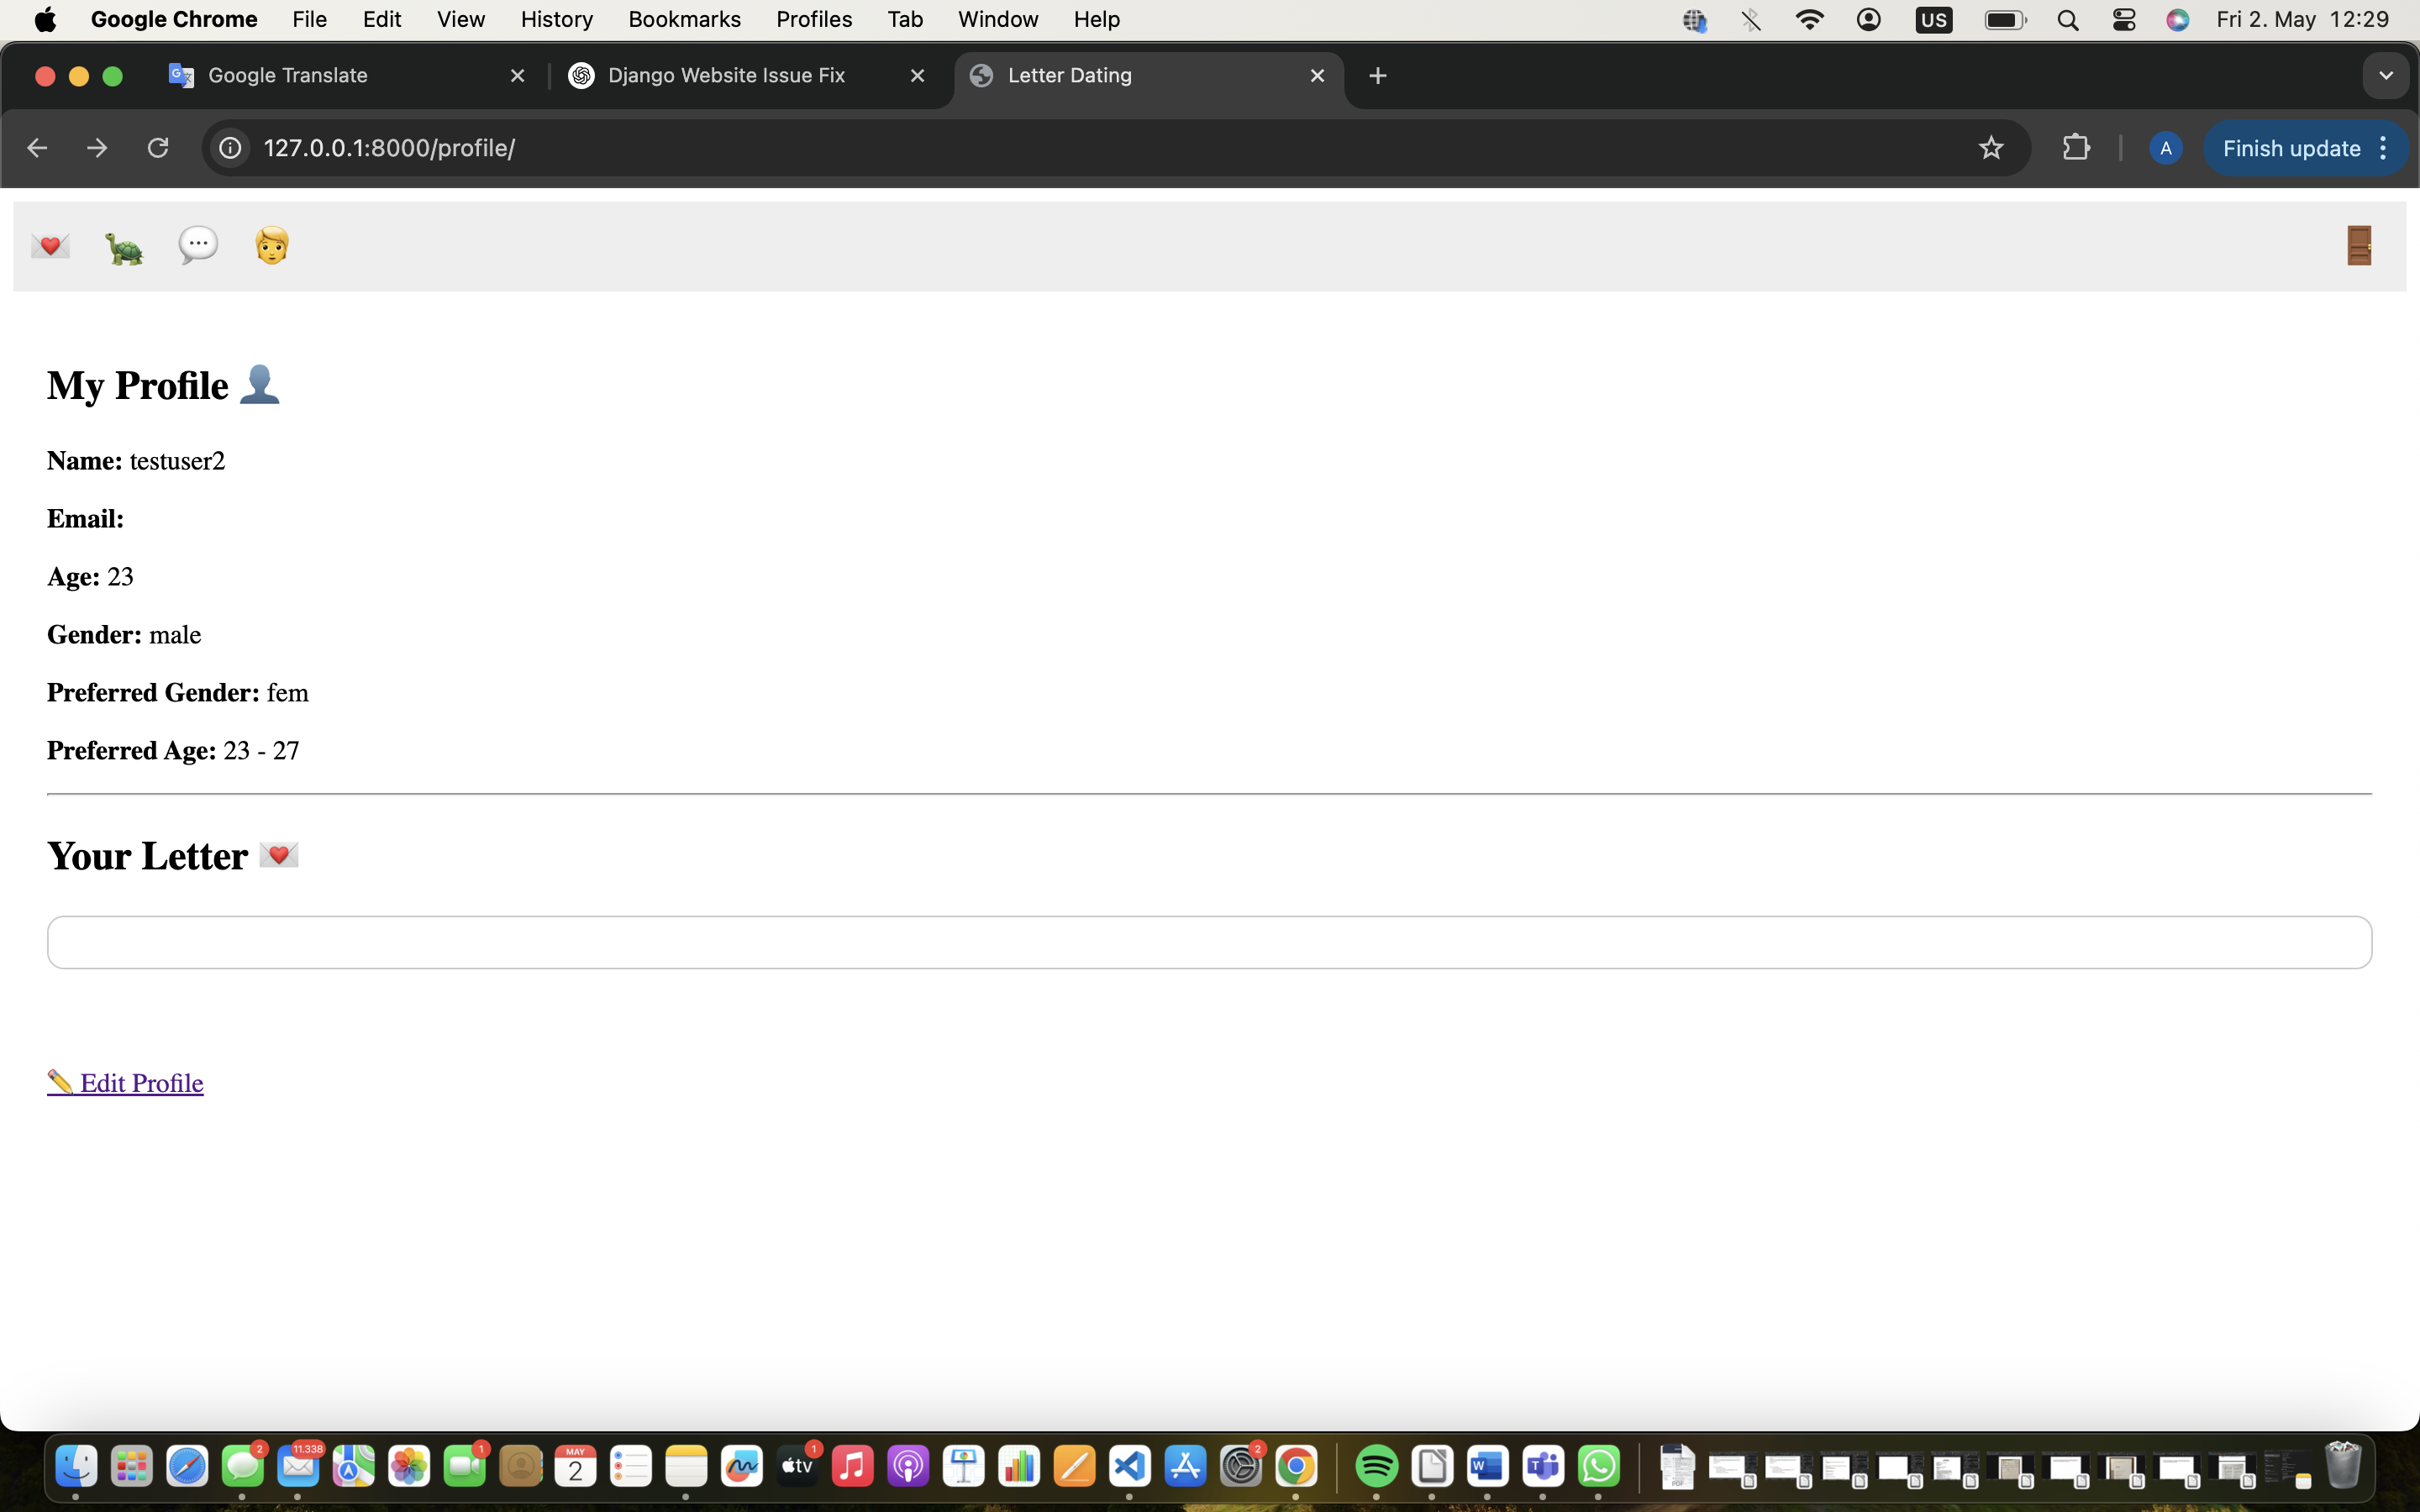 Google Chrome File Edit View History Bookmarks Profiles Tab Window Help US Fri 2. May 12:29
Google Translate Django Website Issue Fix Letter Dating
127.0.0.1:8000/profile/ A Finish update
My Profile
Name: testuser2
Email:
Age: 23
Gender: male
Preferred Gender: fem
Preferred Age: 23 - 27
Your Letter
Edit Profile
2 11.338 1 MAY 1 2
2 tv W T PDF